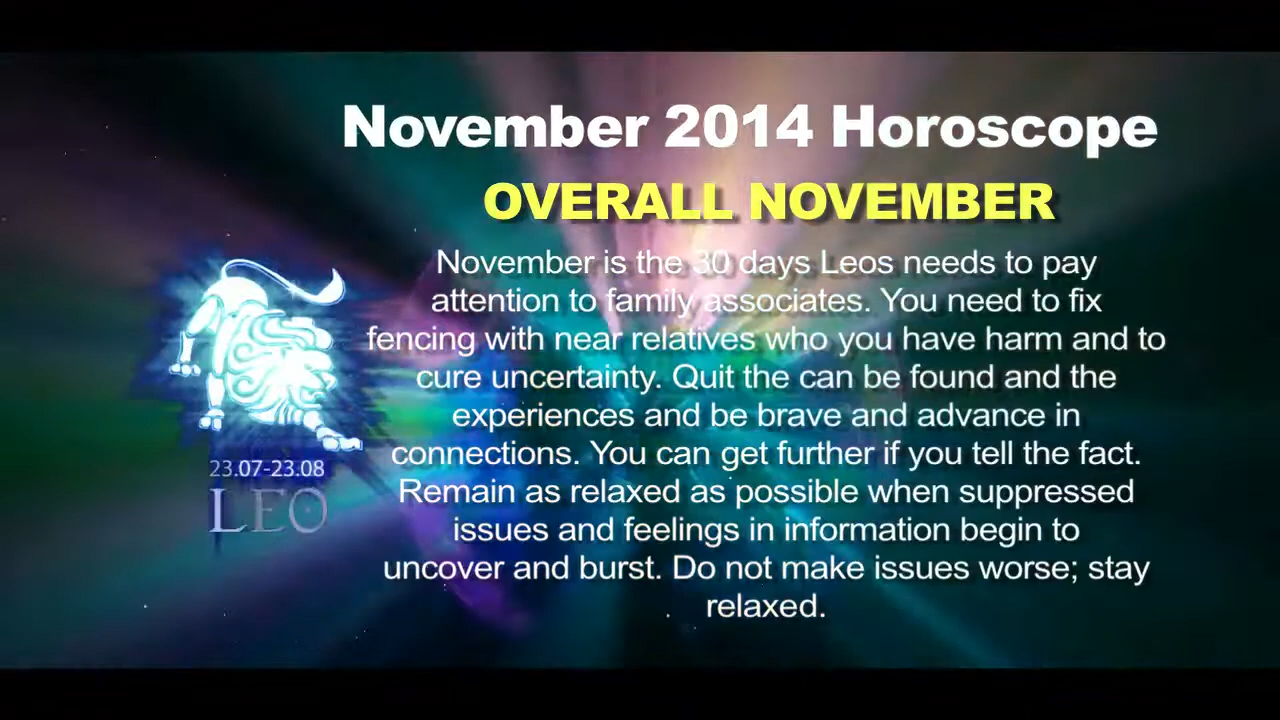 November 2014 Horoscope
OVERALL NOVEMBER
November is the 30 days Leos needs to pay
attention to family associates. You need to fix
fencing with near relatives who you have harm and to
cure uncertainty. Quit the can be found and the
experiences and be brave and advance in
connections. You can get further if you tell the fact.
Remain as relaxed as possible when suppressed
issues and feelings in information begin to
uncover and burst. Do not make issues worse; stay
relaxed.
23.07-23.08
LEO